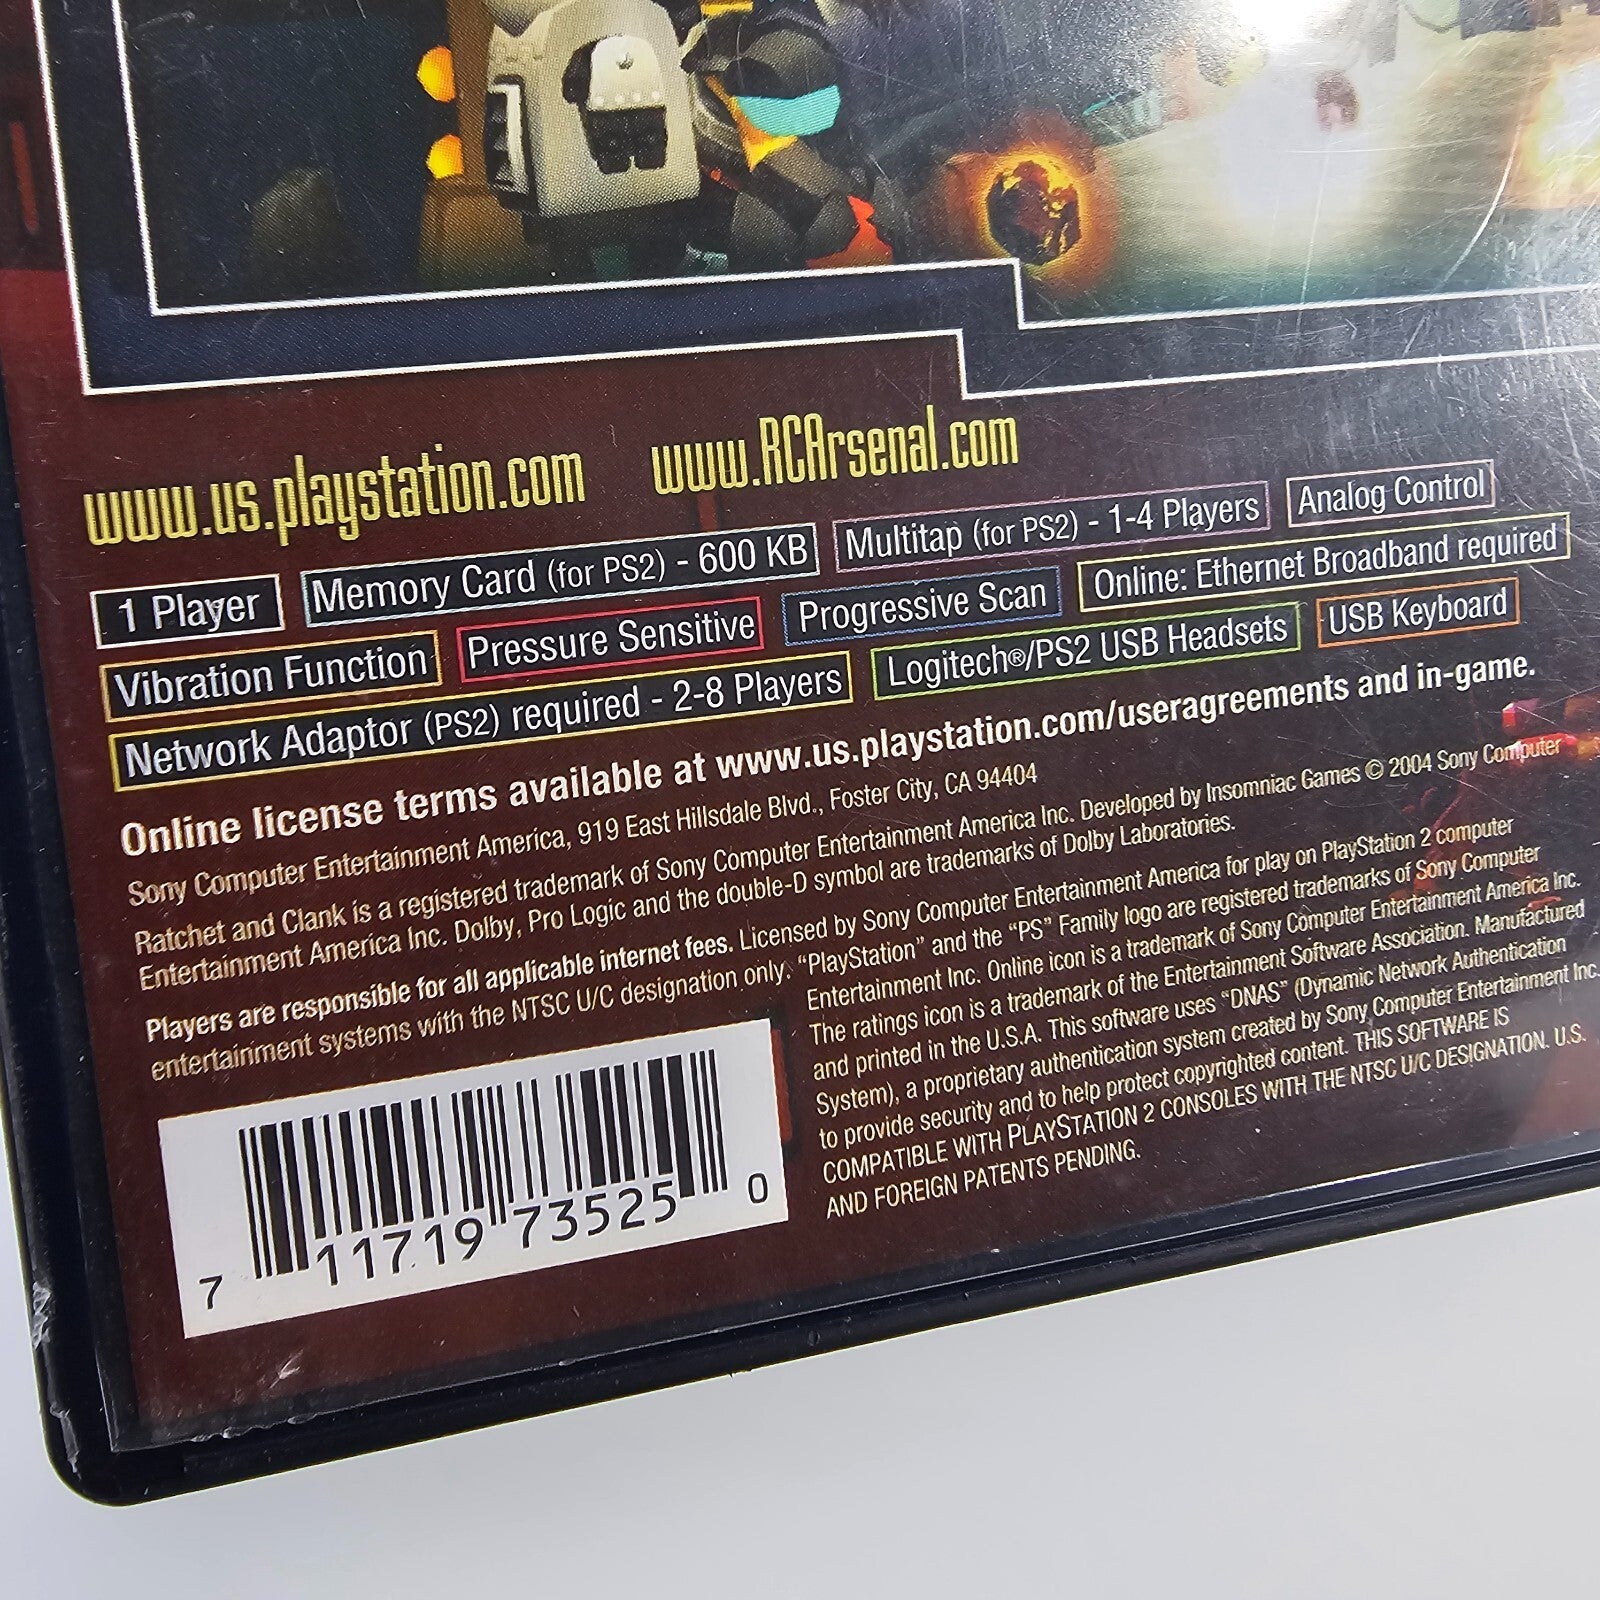 www.us.playstation.com www.RCArsenal.com
1 Player Memory Card (for PS2) - 600 KB Multitap (for PS2) - 1-4 Players Analog Control
Vibration Function Pressure Sensitive Progressive Scan Online: Ethernet Broadband required
Network Adaptor (PS2) required - 2-8 Players Logitech®/PS2 USB Headsets USB Keyboard
Online license terms available at www.us.playstation.com/useragreements and in-game.
Sony Computer Entertainment America, 919 East Hillsdale Blvd., Foster City, CA 94404
Ratchet and Clank is a registered trademark of Sony Computer Entertainment America Inc. Developed by Insomniac Games © 2004 Sony Computer
Entertainment America Inc. Dolby, Pro Logic and the double-D symbol are trademarks of Dolby Laboratories.
Players are responsible for all applicable internet fees. Licensed by Sony Computer Entertainment America for play on PlayStation 2 computer
entertainment systems with the NTSC U/C designation only. "PlayStation" and the "PS" Family logo are registered trademarks of Sony Computer
Entertainment Inc. Online icon is a trademark of Sony Computer Entertainment America Inc.
The ratings icon is a trademark of the Entertainment Software Association. Manufactured
and printed in the U.S.A. This software uses "DNAS" (Dynamic Network Authentication
System), a proprietary authentication system created by Sony Computer Entertainment Inc.
to provide security and to help protect copyrighted content. THIS SOFTWARE IS
COMPATIBLE WITH PLAYSTATION 2 CONSOLES WITH THE NTSC U/C DESIGNATION. U.S.
AND FOREIGN PATENTS PENDING.
7 11719 73525 0